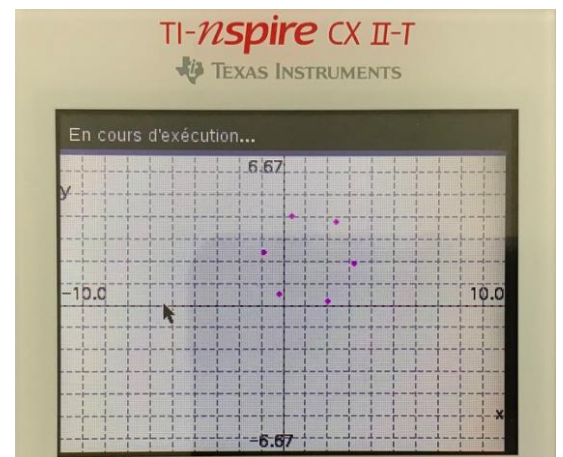 TI-nspire CX II-T
TEXAS INSTRUMENTS
En cours d'exécution...
6.67
y
-10.0
10.0
x
-6.67